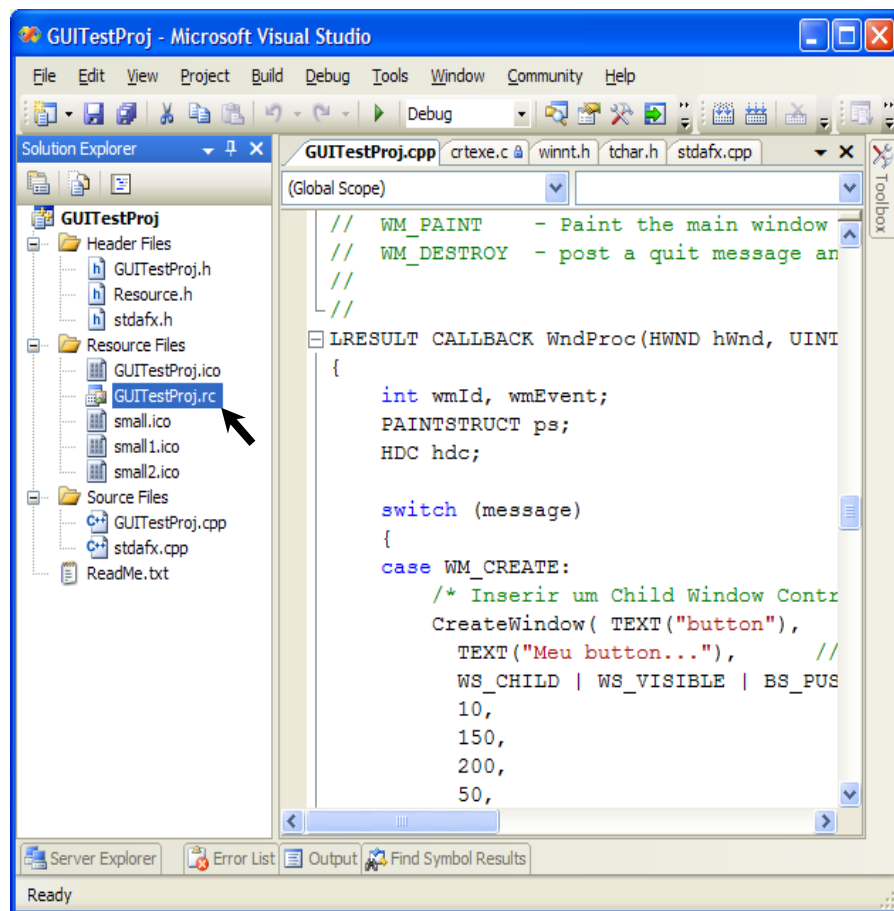 GUITestProj - Microsoft Visual Studio
File Edit View Project Build Debug Tools Window Community Help
Debug
Solution Explorer
GUITestProj
Header Files
GUITestProj.h
Resource.h
stdafx.h
Resource Files
GUITestProj.ico
GUITestProj.rc
small.ico
small1.ico
small2.ico
Source Files
GUITestProj.cpp
stdafx.cpp
ReadMe.txt
GUITestProj.cpp crtexe.c winnt.h tchar.h stdafx.cpp
(Global Scope)
// WM_PAINT - Paint the main window
// WM_DESTROY - post a quit message an
//
//
LRESULT CALLBACK WndProc(HWND hWnd, UINT
{
int wmId, wmEvent;
PAINTSTRUCT ps;
HDC hdc;
switch (message)
{
case WM_CREATE:
/* Inserir um Child Window Contr
CreateWindow( TEXT("button"),
TEXT("Meu button..."), //
WS_CHILD | WS_VISIBLE | BS_PUS
10,
150,
200,
50,
Toolbox
Server Explorer Error List Output Find Symbol Results
Ready